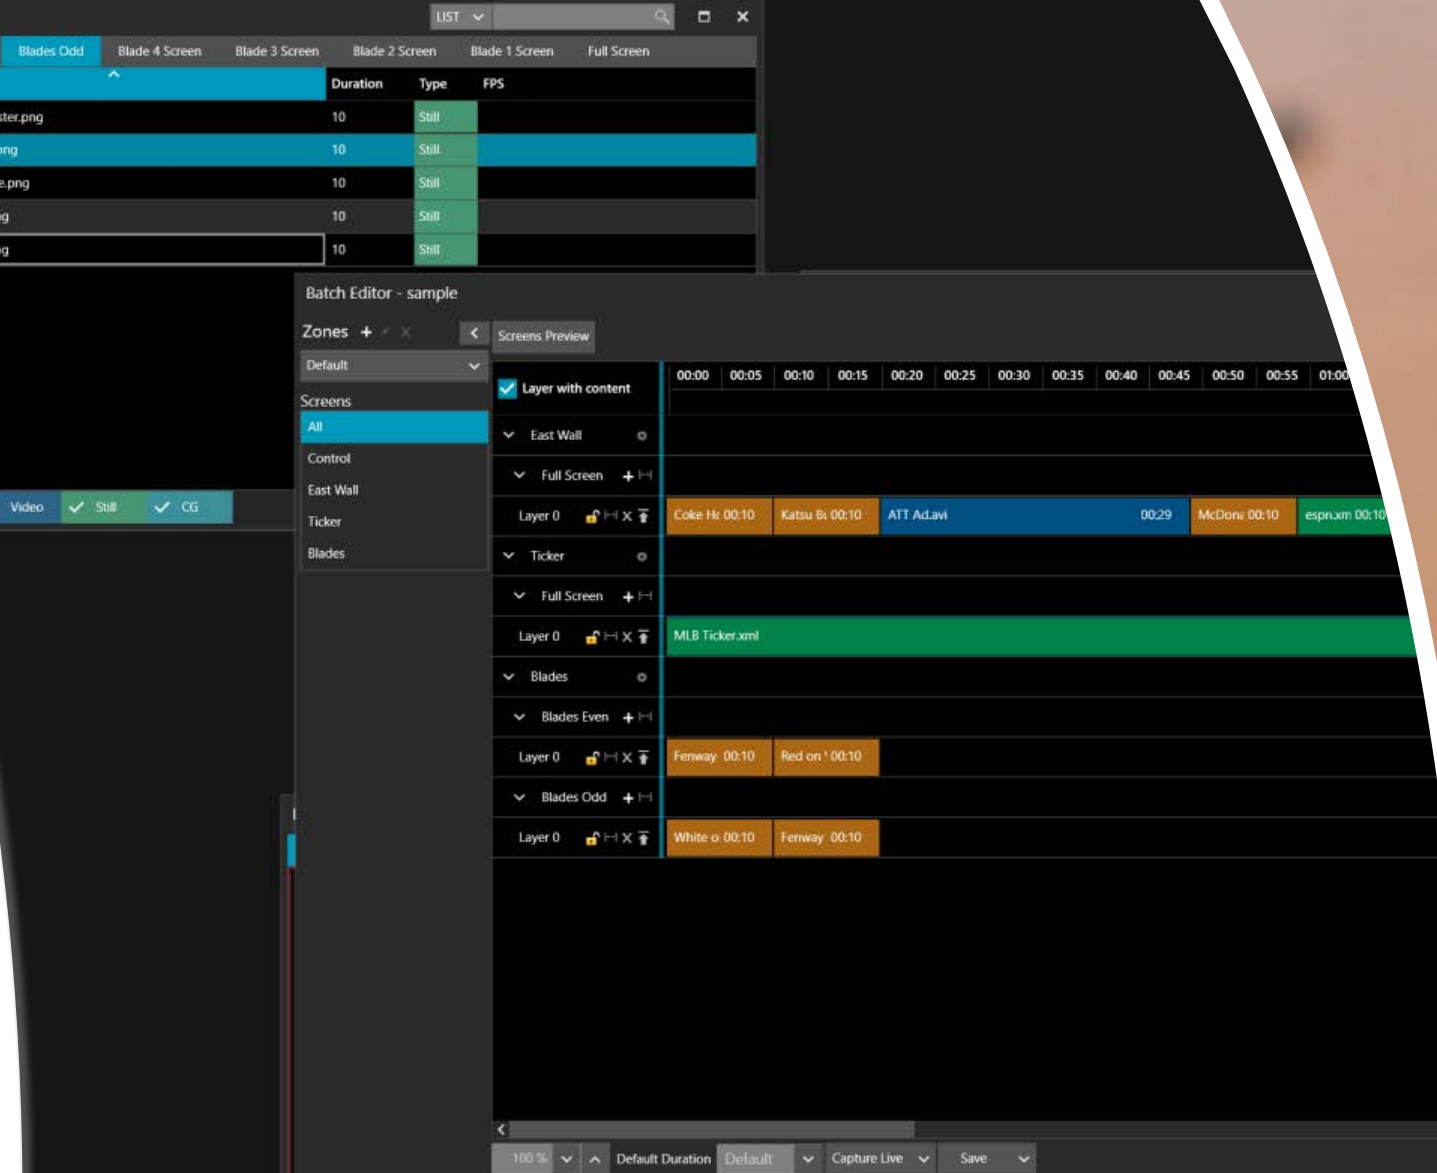 LIST
Blades Odd Blade 4 Screen Blade 3 Screen Blade 2 Screen Blade 1 Screen Full Screen
Duration Type FPS
ster.png 10 Still
png 10 Still
e.png 10 Still
g 10 Still
g 10 Still
Video Still CG
Batch Editor - sample
Zones
Screens Preview
Default
Screens
All
Control
East Wall
Ticker
Blades
Layer with content 00:00 00:05 00:10 00:15 00:20 00:25 00:30 00:35 00:40 00:45 00:50 00:55 01:00
East Wall
Full Screen
Layer 0 X Coke Ho 00:10 Katsu Bu 00:10 ATT Ad.avi 00:29 McDona 00:10 espn.xm 00:10
Ticker
Full Screen
Layer 0 X MLB Ticker.xml
Blades
Blades Even
Layer 0 X Fenway 00:10 Red on 00:10
Blades Odd
Layer 0 X White o 00:10 Fenway 00:10
100 % Default Duration Default Capture Live Save